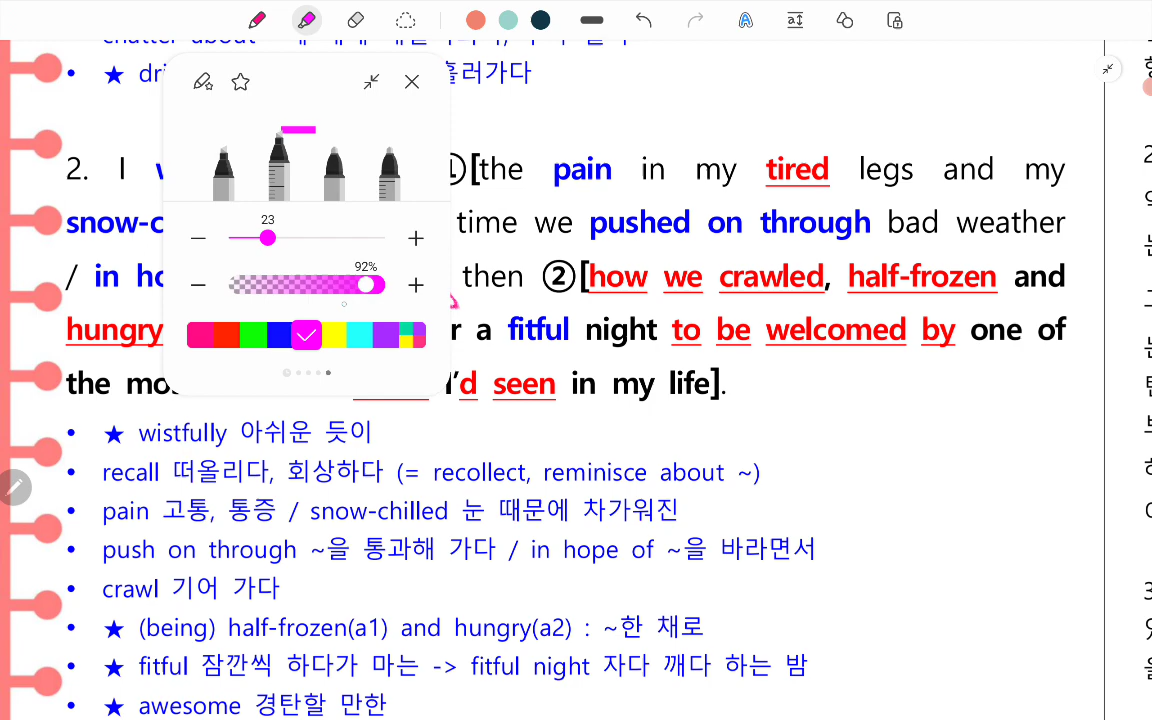 • ★ dri 흘러가다
23
92%
2. I ①[the pain in my tired legs and my
snow-c time we pushed on through bad weather
/ in ho then ②[how we crawled, half-frozen and
hungry r a fitful night to be welcomed by one of
the mos I'd seen in my life].
• ★ wistfully 아쉬운 듯이
• recall 떠올리다, 회상하다 (= recollect, reminisce about ~)
• pain 고통, 통증 / snow-chilled 눈 때문에 차가워진
• push on through ~을 통과해 가다 / in hope of ~을 바라면서
• crawl 기어 가다
• ★ (being) half-frozen(a1) and hungry(a2) : ~한 채로
• ★ fitful 잠깐씩 하다가 마는 -> fitful night 자다 깨다 하는 밤
• ★ awesome 경탄할 만한